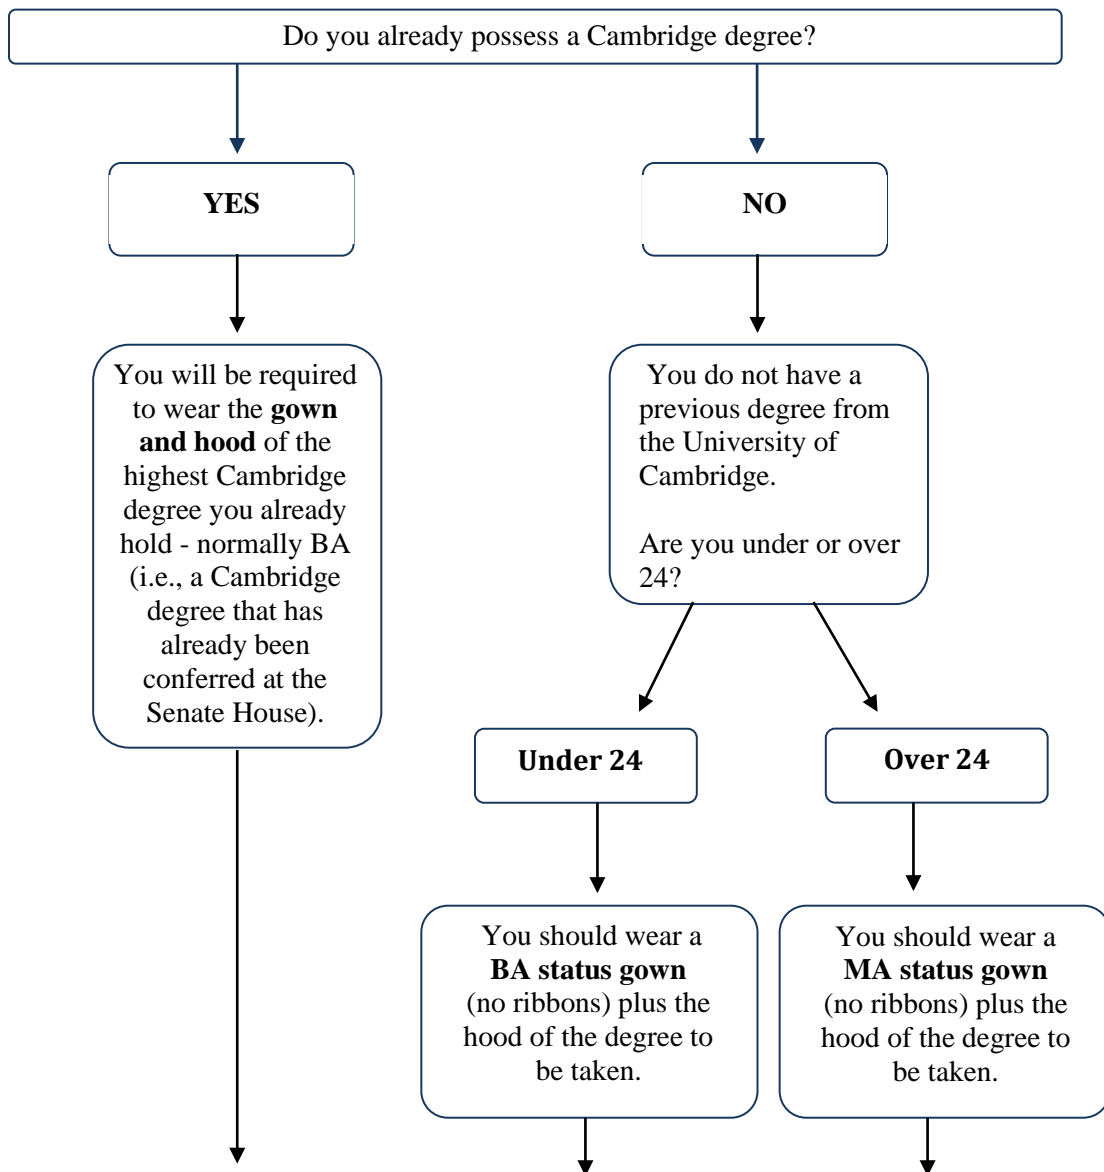 Do you already possess a Cambridge degree?
YES
NO
You will be required
to wear the gown
and hood of the
highest Cambridge
degree you already
hold - normally BA
(i.e., a Cambridge
degree that has
already been
conferred at the
Senate House).
You do not have a
previous degree from
the University of
Cambridge.
Are you under or over
24?
Under 24
Over 24
You should wear a
BA status gown
(no ribbons) plus the
hood of the degree to
be taken.
You should wear a
MA status gown
(no ribbons) plus the
hood of the degree to
be taken.